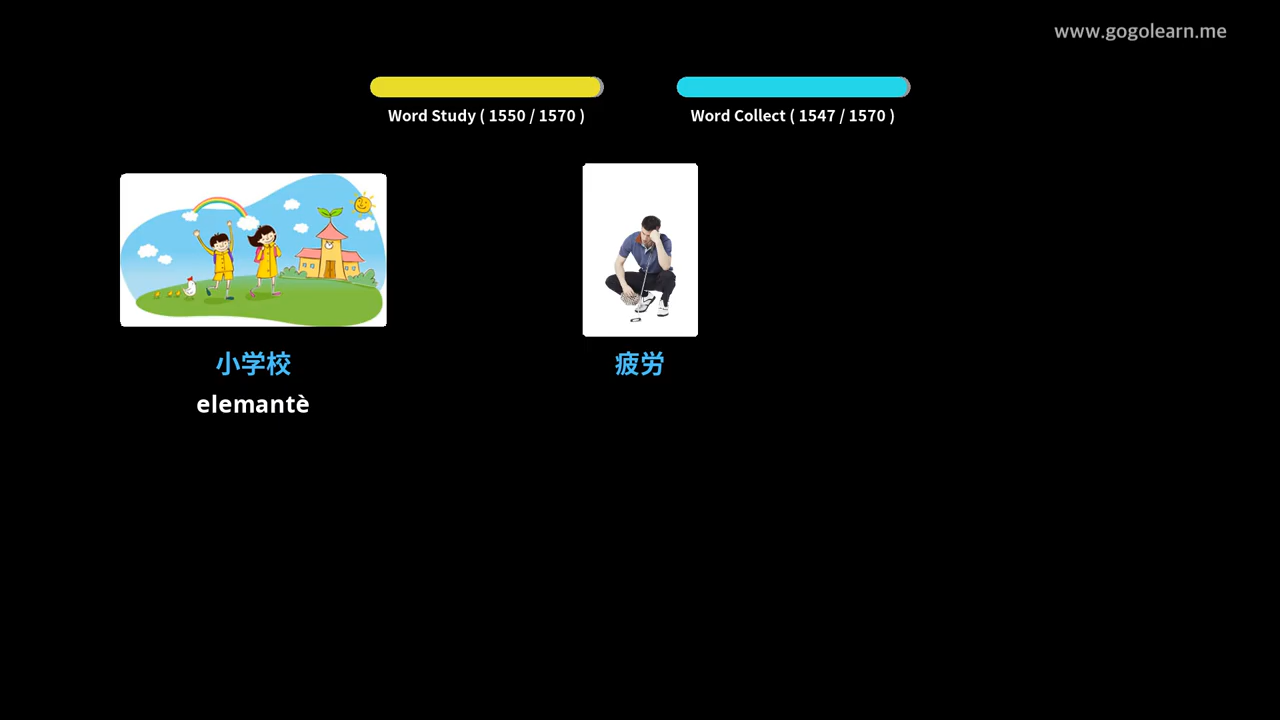 www.gogolearn.me
Word Study ( 1550 / 1570 )
Word Collect ( 1547 / 1570 )
小学校
elemantè
疲労